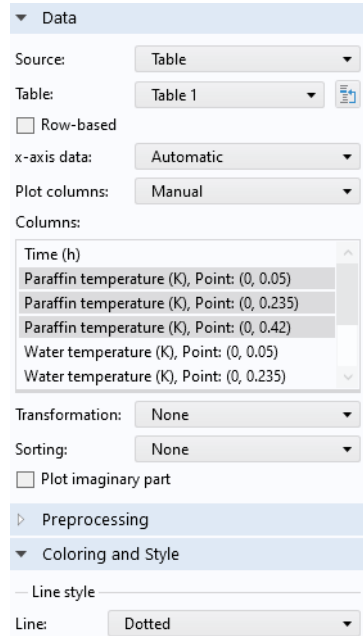 Data
Source: Table
Table: Table 1
Row-based
x-axis data: Automatic
Plot columns: Manual
Columns:
Time (h)
Paraffin temperature (K), Point: (0, 0.05)
Paraffin temperature (K), Point: (0, 0.235)
Paraffin temperature (K), Point: (0, 0.42)
Water temperature (K), Point: (0, 0.05)
Water temperature (K), Point: (0, 0.235)
Transformation: None
Sorting: None
Plot imaginary part
Preprocessing
Coloring and Style
Line style
Line: Dotted